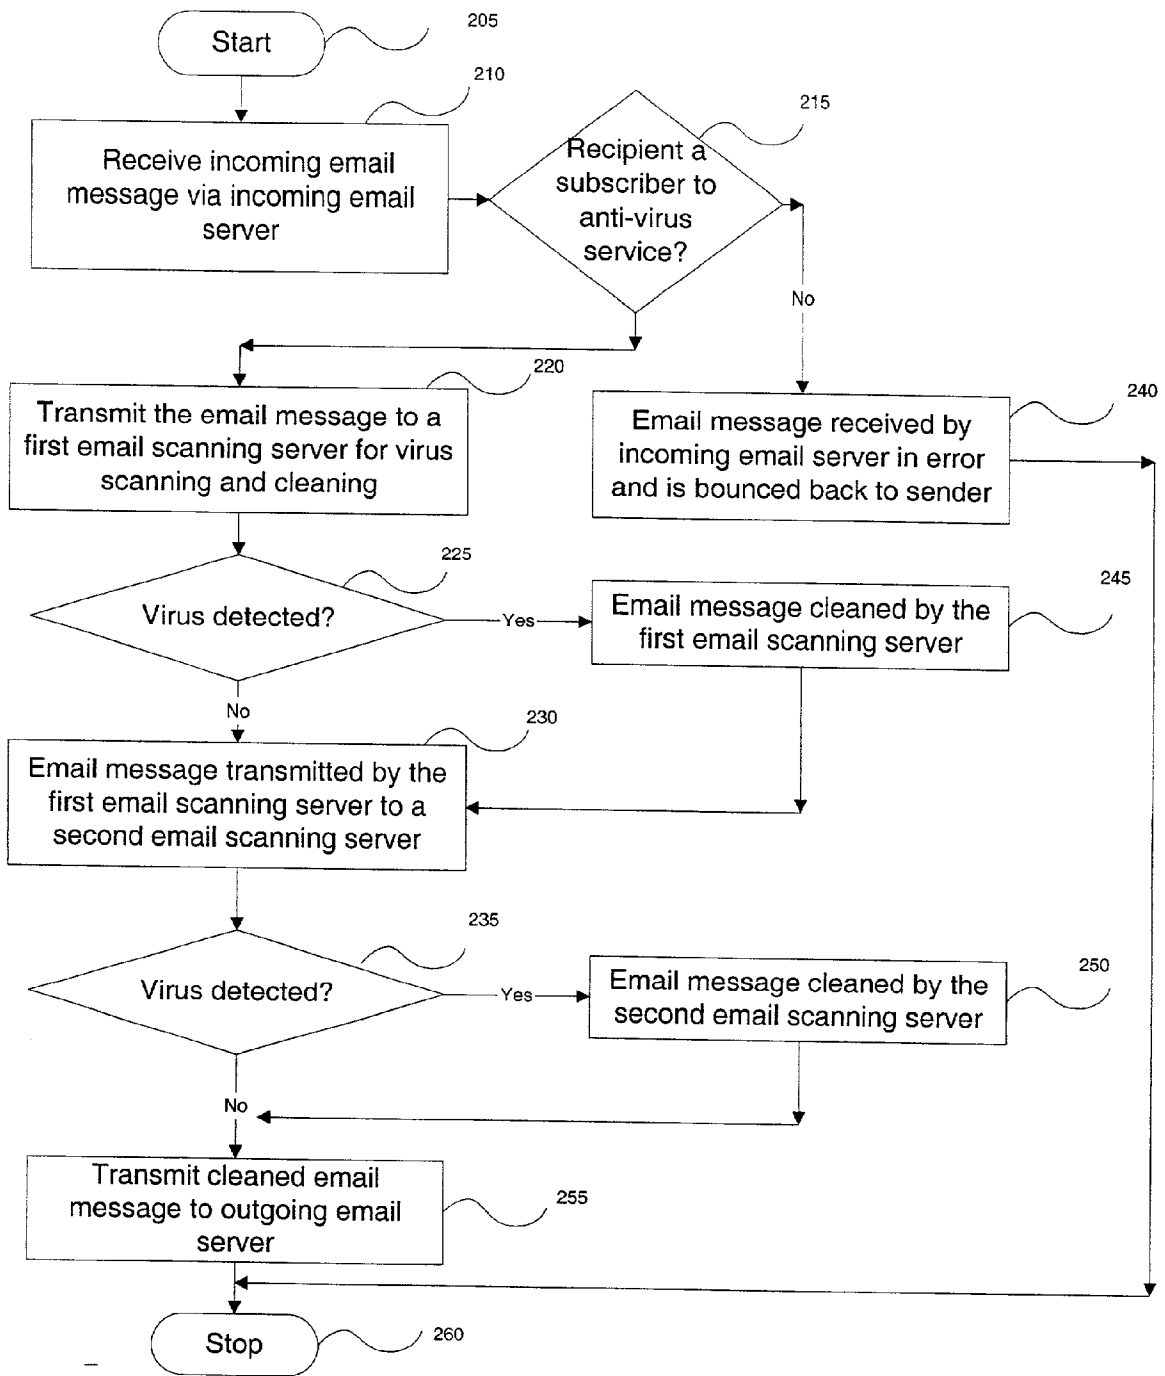 Start
205
210
Receive incoming email
message via incoming email
server
215
Recipient a
subscriber to
anti-virus
service?
No
220
Transmit the email message to a
first email scanning server for virus
scanning and cleaning
240
Email message received by
incoming email server in error
and is bounced back to sender
225
Virus detected?
Yes
245
Email message cleaned by the
first email scanning server
No
230
Email message transmitted by the
first email scanning server to a
second email scanning server
235
Virus detected?
Yes
250
Email message cleaned by the
second email scanning server
No
Transmit cleaned email
message to outgoing email
server
255
Stop
260